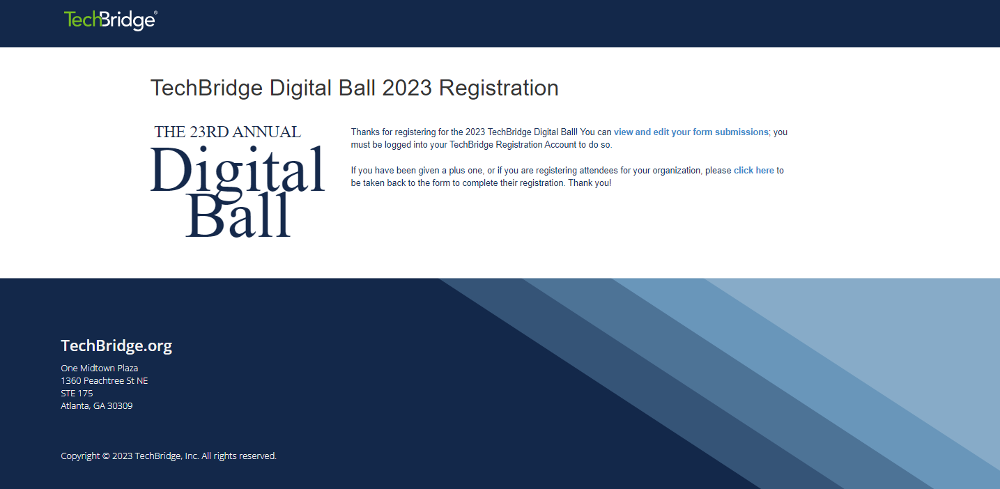 TechBridge®
TechBridge Digital Ball 2023 Registration
THE 23RD ANNUAL
Digital
Ball
Thanks for registering for the 2023 TechBridge Digital Ball! You can view and edit your form submissions; you
must be logged into your TechBridge Registration Account to do so.
If you have been given a plus one, or if you are registering attendees for your organization, please click here to
be taken back to the form to complete their registration. Thank you!
TechBridge.org
One Midtown Plaza
1360 Peachtree St NE
STE 175
Atlanta, GA 30309
Copyright © 2023 TechBridge, Inc. All rights reserved.